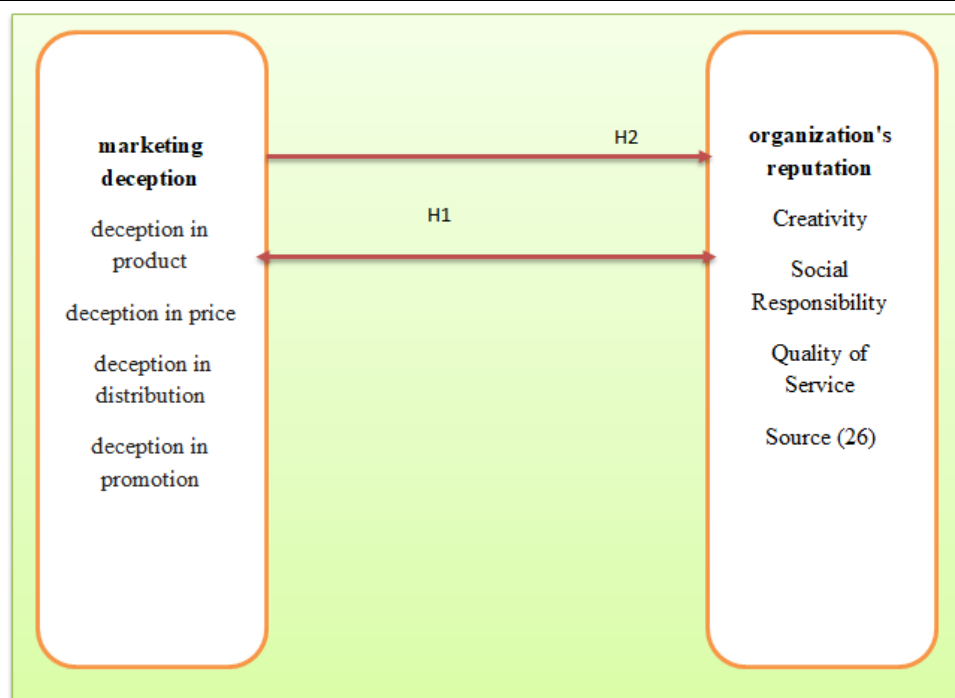 marketing
deception
deception in
product
deception in price
deception in
distribution
deception in
promotion
H2
H1
organization's
reputation
Creativity
Social
Responsibility
Quality of
Service
Source (26)